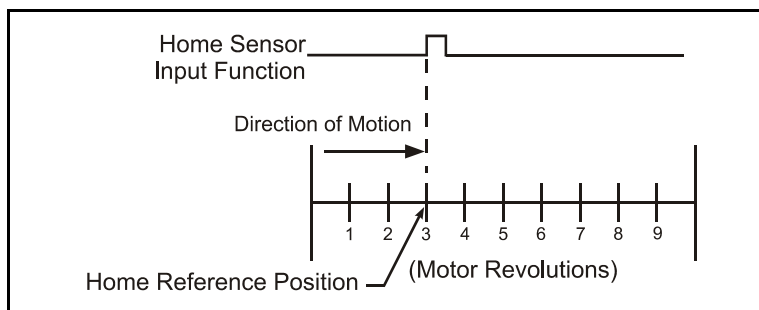 Home Sensor
Input Function
Direction of Motion
1 2 3 4 5 6 7 8 9
Home Reference Position
(Motor Revolutions)